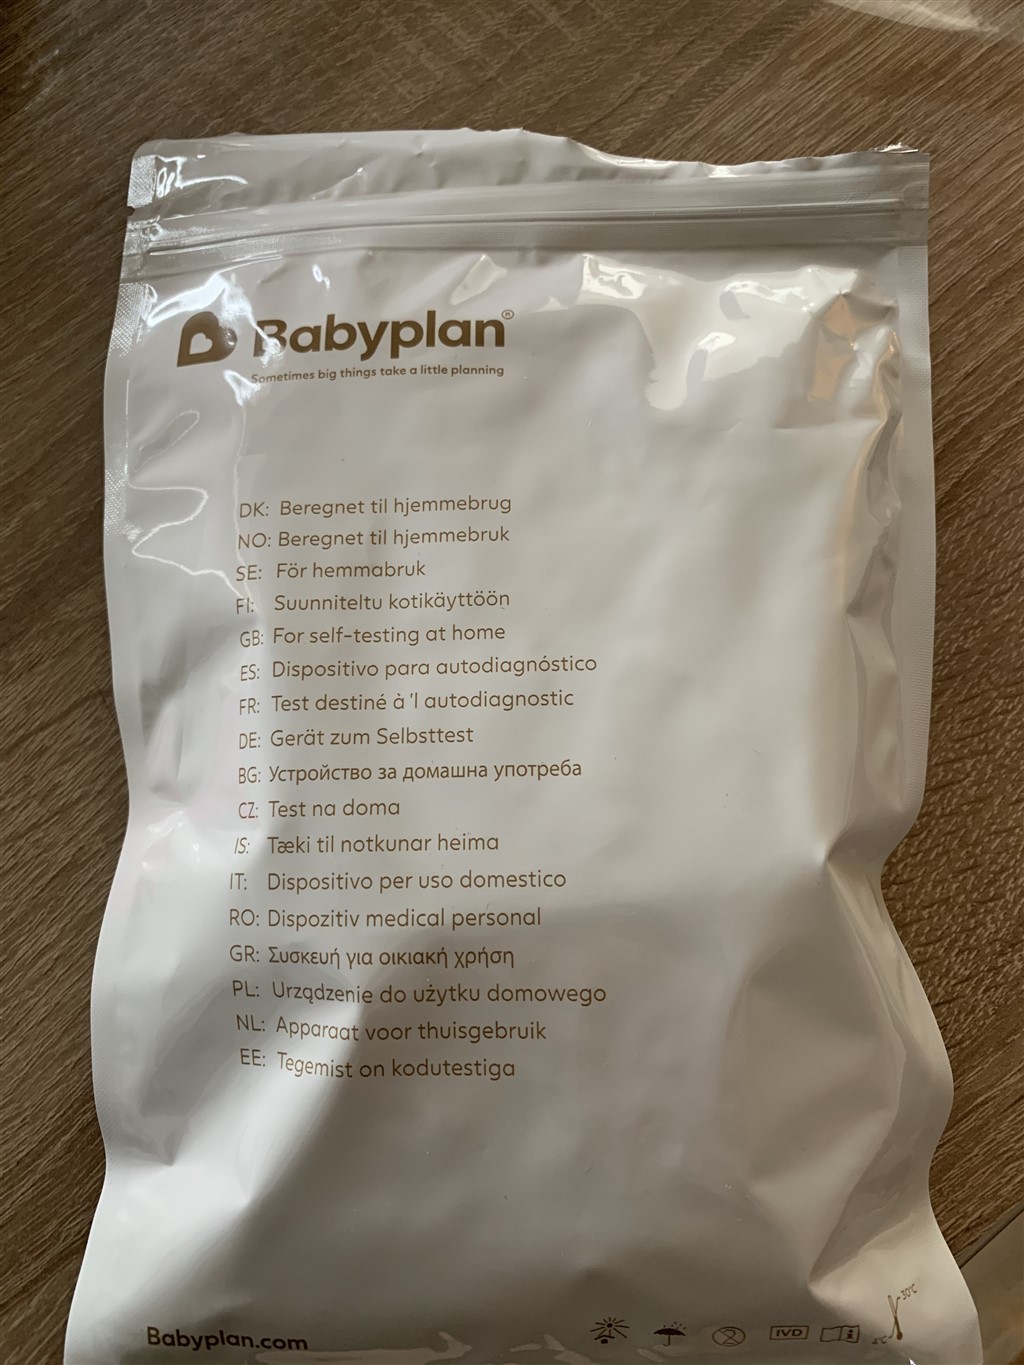 Babyplan®
Sometimes big things take a little planning
DK: Beregnet til hjemmebrug
NO: Beregnet til hjemmebruk
SE: För hemmabruk
FI: Suunniteltu kotikäyttöön
GB: For self-testing at home
ES: Dispositivo para autodiagnóstico
FR: Test destiné à 'l autodiagnostic
DE: Gerät zum Selbsttest
BG: Устройство за домашна употреба
CZ: Test na doma
IS: Tæki til notkunar heima
IT: Dispositivo per uso domestico
RO: Dispozitiv medical personal
GR: Συσκευή για οικιακή χρήση
PL: Urządzenie do użytku domowego
NL: Apparaat voor thuisgebruik
EE: Tegemist on kodutestiga
30°C
Babyplan.com
2
IVD
i